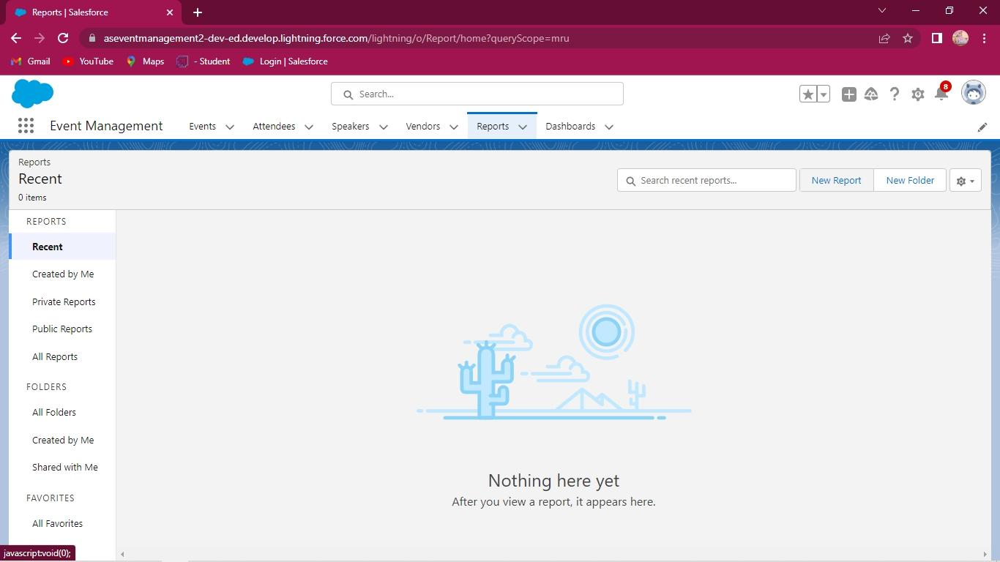 Reports | Salesforce
aseventmanagement2-dev-ed.develop.lightning.force.com/lightning/o/Report/home?queryScope=mru
Gmail YouTube Maps - Student Login | Salesforce
Search...
8
Event Management Events Attendees Speakers Vendors Reports Dashboards
Reports
Recent
0 items
Search recent reports...
New Report
New Folder
REPORTS
Recent
Created by Me
Private Reports
Public Reports
All Reports
FOLDERS
All Folders
Created by Me
Shared with Me
FAVORITES
All Favorites
Nothing here yet
After you view a report, it appears here.
javascript:void(0);